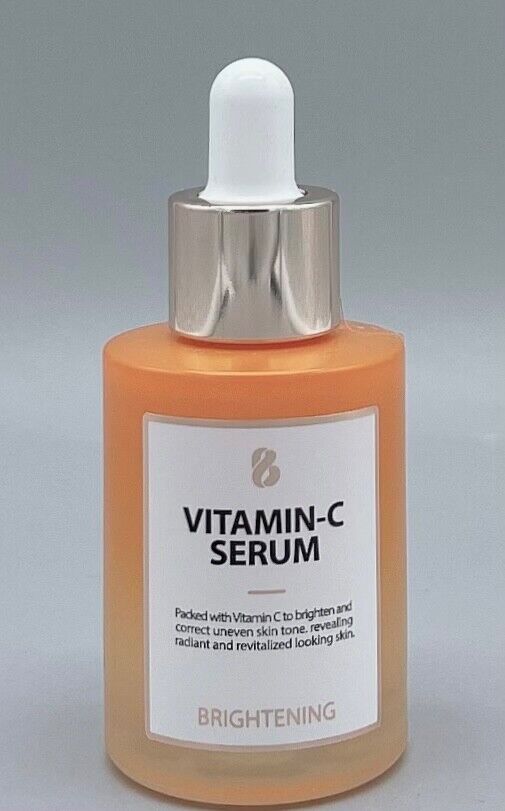 VITAMIN-C
SERUM
Packed with Vitamin C to brighten and
correct uneven skin tone. revealing
radiant and revitalized looking skin.
BRIGHTENING